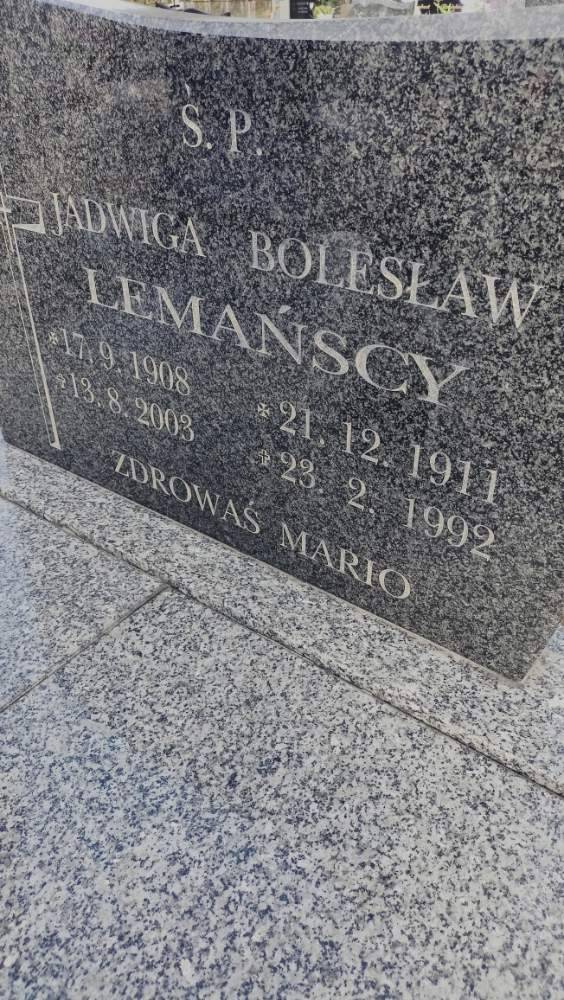 Ś. P.
JADWIGA BOLESŁAW
LEMAŃSCY
*17. 9. 1908
✝13. 8. 2003
* 21. 12. 1911
✝ 23. 2. 1992
ZDROWAŚ MARIO